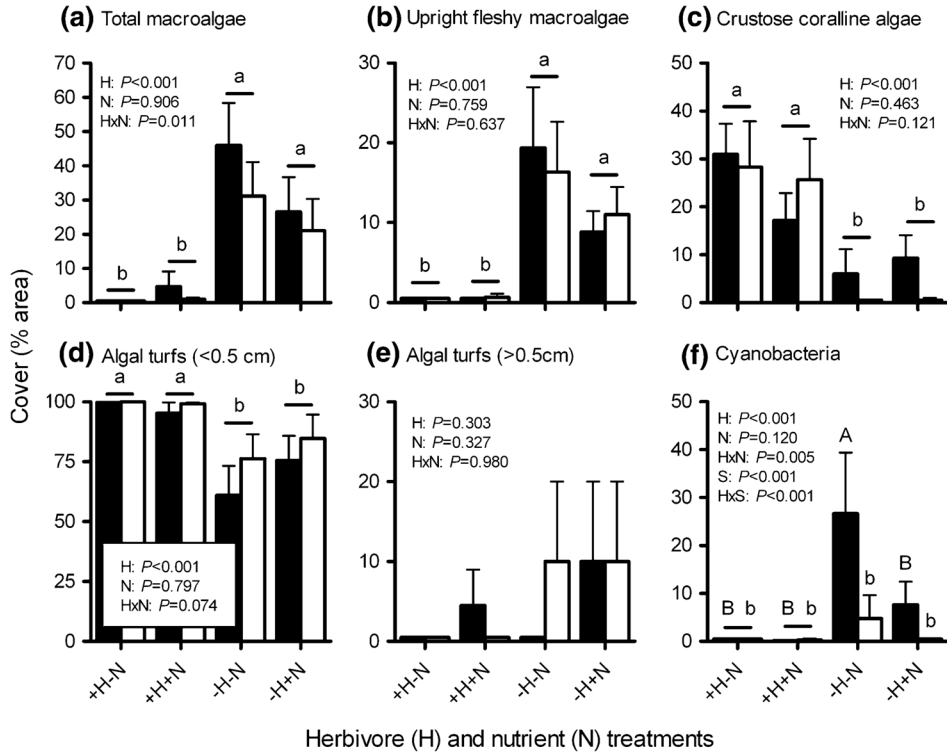 (a) Total macroalgae
(b) Upright fleshy macroalgae
(c) Crustose coralline algae
70
60
50
40
30
20
10
0
H: P<0.001
N: P=0.906
HxN: P=0.011
b
b
a
a
30
20
10
0
H: P<0.001
N: P=0.759
HxN: P=0.637
b
b
a
a
50
40
30
20
10
0
H: P<0.001
N: P=0.463
HxN: P=0.121
a
a
b
b
Cover (% area)
(d) Algal turfs (<0.5 cm)
(e) Algal turfs (>0.5cm)
(f) Cyanobacteria
100
75
50
25
0
a
a
b
b
H: P<0.001
N: P=0.797
HxN: P=0.074
+H-N
+H+N
-H-N
-H+N
30
20
10
0
H: P=0.303
N: P=0.327
HxN: P=0.980
+H-N
+H+N
-H-N
-H+N
50
40
30
20
10
0
H: P<0.001
N: P=0.120
HxN: P=0.005
S: P<0.001
HxS: P<0.001
B b
B b
A
b
B
b
+H-N
+H+N
-H-N
-H+N
Herbivore (H) and nutrient (N) treatments